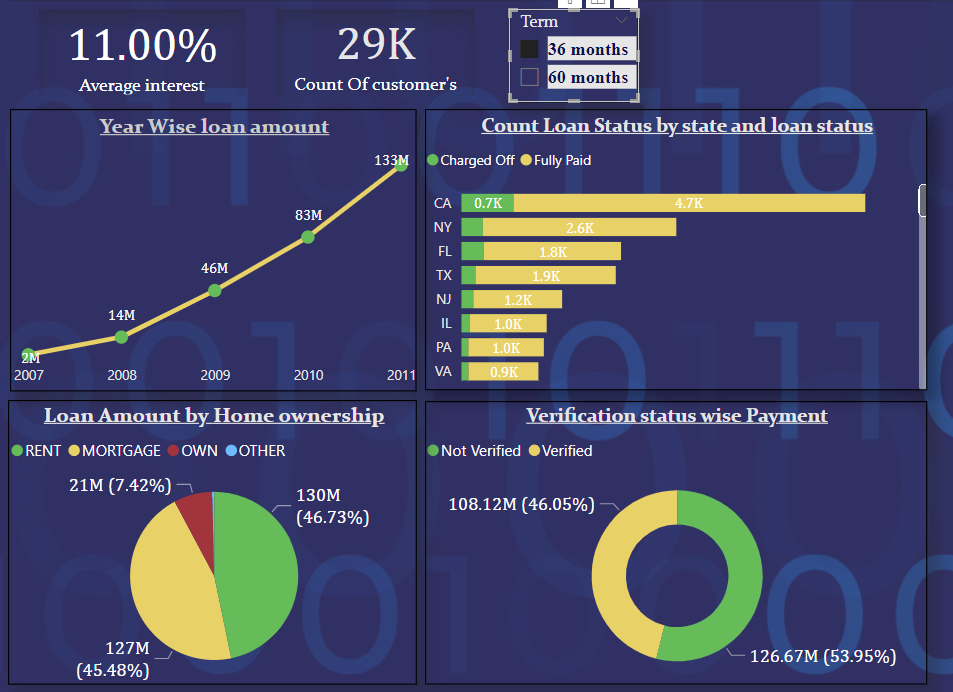 11.00%
Average interest
29K
Count Of customer's
Term
36 months
60 months
Year Wise loan amount
133M
83M
46M
14M
2M
2007 2008 2009 2010 2011
Count Loan Status by state and loan status
Charged Off Fully Paid
CA 0.7K 4.7K
NY 2.6K
FL 1.8K
TX 1.9K
NJ 1.2K
IL 1.0K
PA 1.0K
VA 0.9K
Loan Amount by Home ownership
RENT MORTGAGE OWN OTHER
21M (7.42%)
130M
(46.73%)
127M
(45.48%)
Verification status wise Payment
Not Verified Verified
108.12M (46.05%)
126.67M (53.95%)